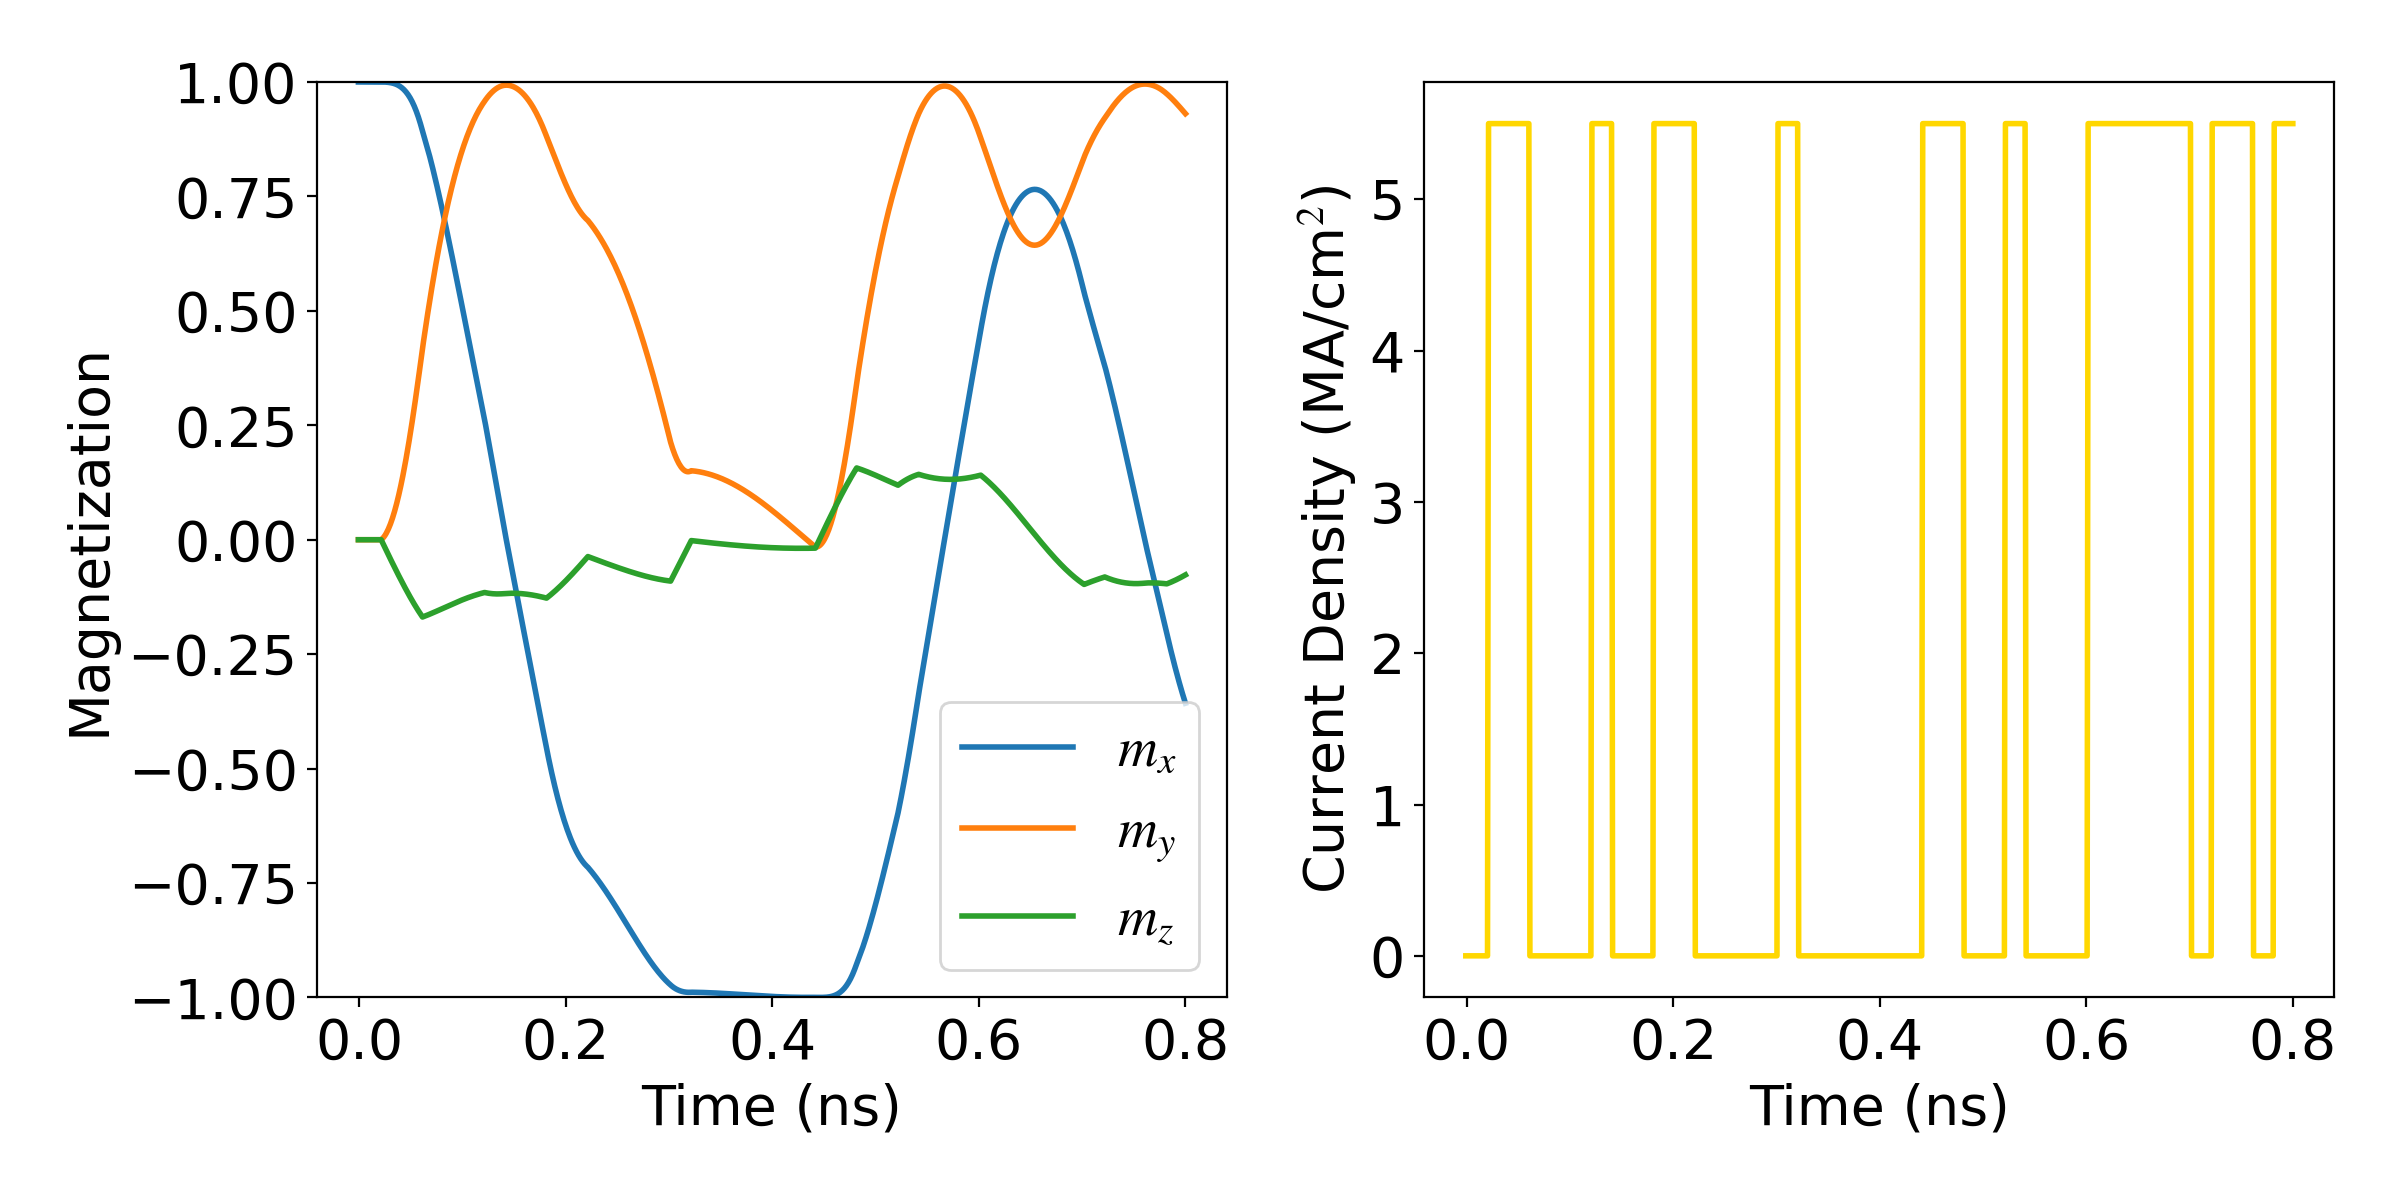 Magnetization
1.00
0.75
0.50
0.25
0.00
−0.25
−0.50
−0.75
−1.00
0.0 0.2 0.4 0.6 0.8
Time (ns)
m_x
m_y
m_z
Current Density (MA/cm²)
5
4
3
2
1
0
0.0 0.2 0.4 0.6 0.8
Time (ns)